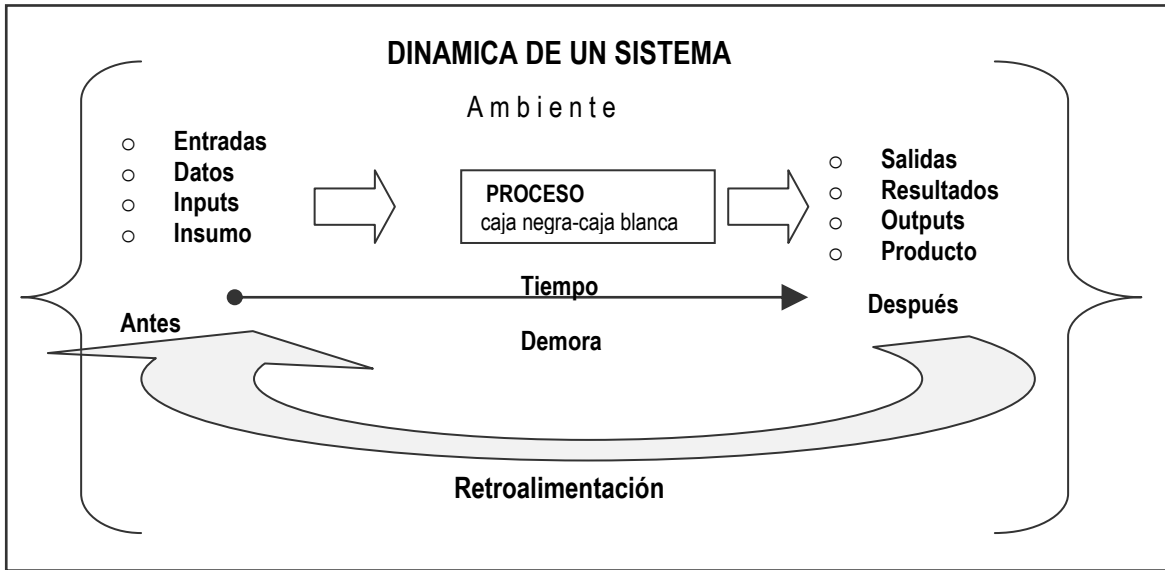 DINAMICA DE UN SISTEMA
Ambiente
Entradas
Datos
Inputs
Insumo
PROCESO
caja negra-caja blanca
Salidas
Resultados
Outputs
Producto
Tiempo
Antes
Después
Demora
Retroalimentación